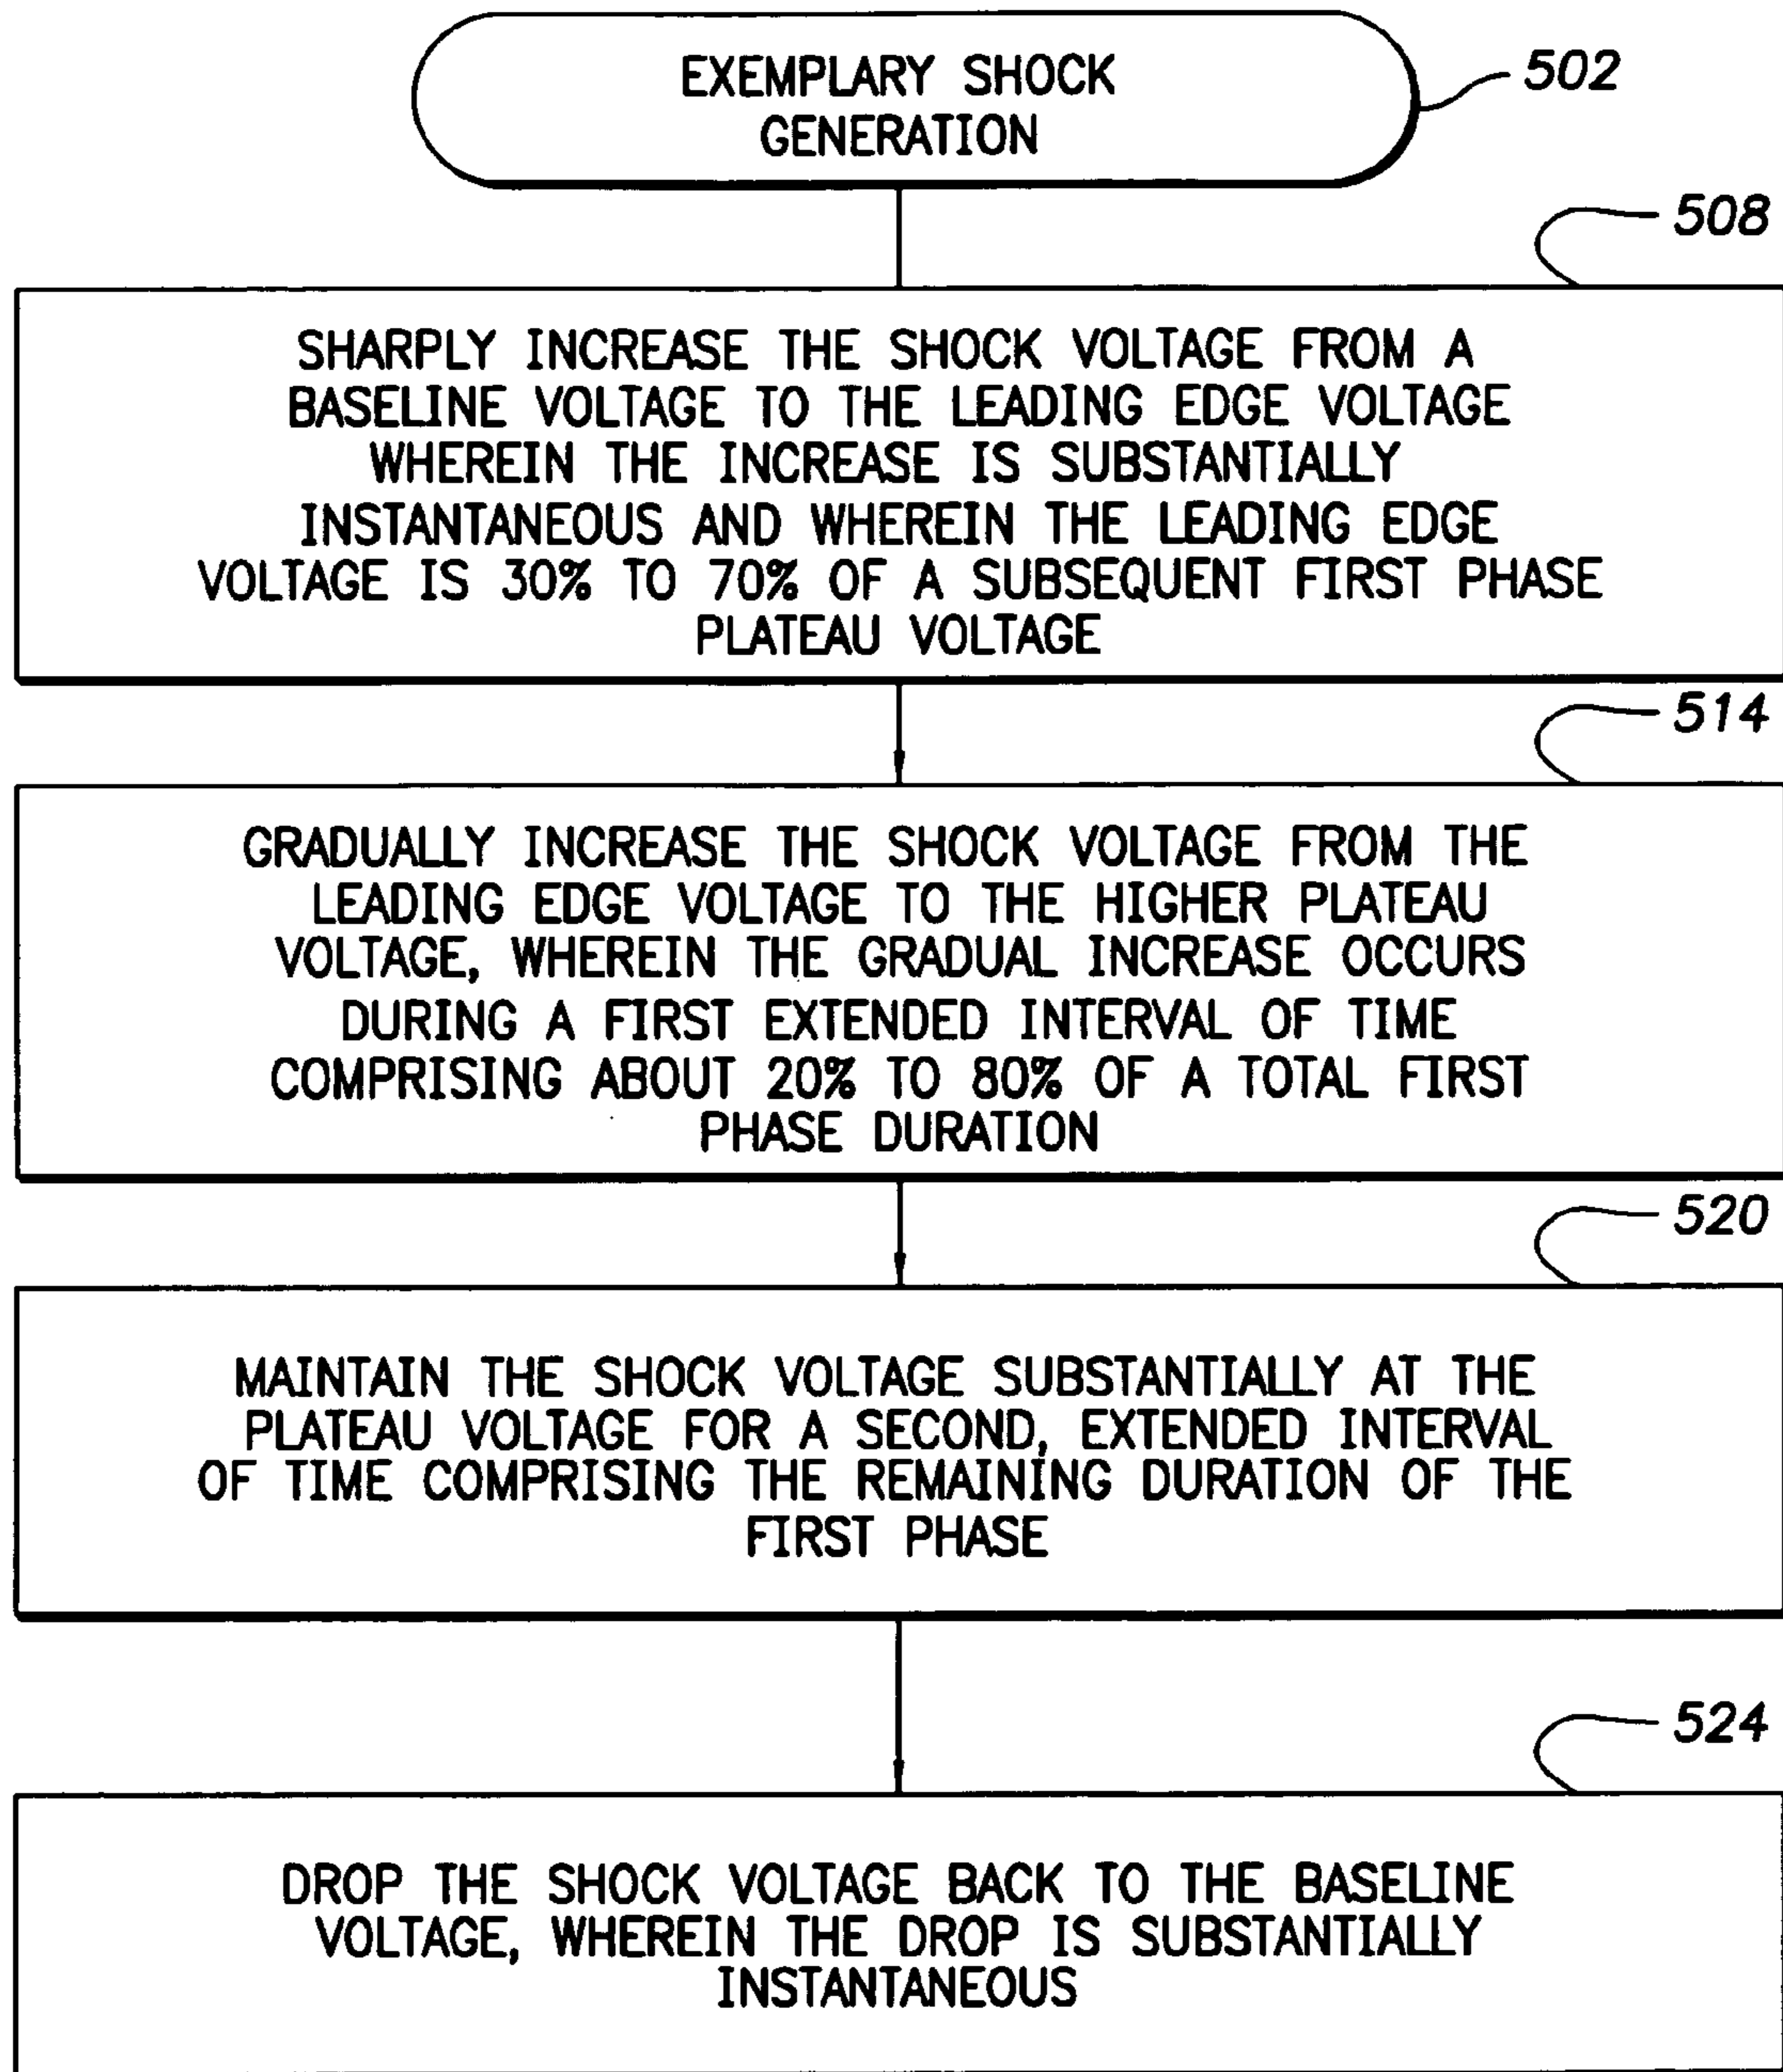 EXEMPLARY SHOCK
GENERATION
502
508
SHARPLY INCREASE THE SHOCK VOLTAGE FROM A
BASELINE VOLTAGE TO THE LEADING EDGE VOLTAGE
WHEREIN THE INCREASE IS SUBSTANTIALLY
INSTANTANEOUS AND WHEREIN THE LEADING EDGE
VOLTAGE IS 30% TO 70% OF A SUBSEQUENT FIRST PHASE
PLATEAU VOLTAGE
514
GRADUALLY INCREASE THE SHOCK VOLTAGE FROM THE
LEADING EDGE VOLTAGE TO THE HIGHER PLATEAU
VOLTAGE, WHEREIN THE GRADUAL INCREASE OCCURS
DURING A FIRST EXTENDED INTERVAL OF TIME
COMPRISING ABOUT 20% TO 80% OF A TOTAL FIRST
PHASE DURATION
520
MAINTAIN THE SHOCK VOLTAGE SUBSTANTIALLY AT THE
PLATEAU VOLTAGE FOR A SECOND, EXTENDED INTERVAL
OF TIME COMPRISING THE REMAINING DURATION OF THE
FIRST PHASE
524
DROP THE SHOCK VOLTAGE BACK TO THE BASELINE
VOLTAGE, WHEREIN THE DROP IS SUBSTANTIALLY
INSTANTANEOUS